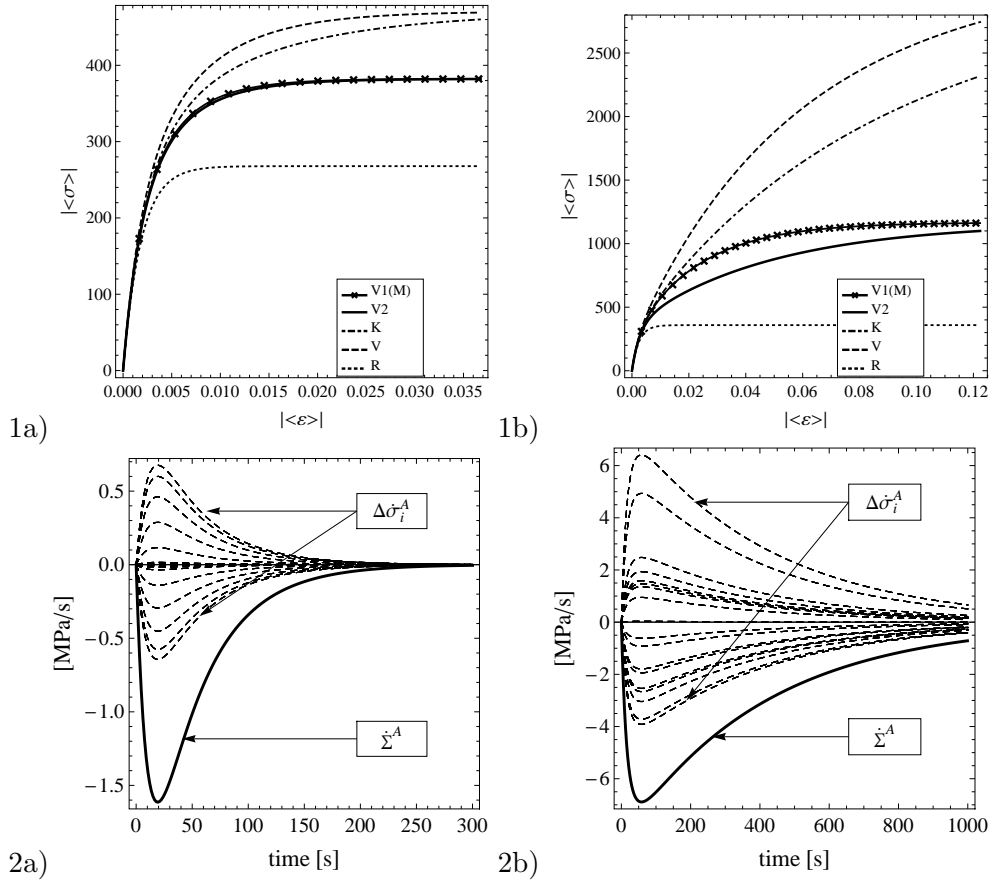 |<σ>|
400
300
200
100
0
0.000 0.005 0.010 0.015 0.020 0.025 0.030 0.035
|<ε>|
V1(M)
V2
K
V
R
1a)
|<σ>|
2500
2000
1500
1000
500
0
0.00 0.02 0.04 0.06 0.08 0.10 0.12
|<ε>|
V1(M)
V2
K
V
R
1b)
[MPa/s]
0.5
0.0
−0.5
−1.0
−1.5
0 50 100 150 200 250 300
time [s]
Δσ̇ᵢᴬ
Σ̇ᴬ
2a)
[MPa/s]
6
4
2
0
−2
−4
−6
0 200 400 600 800 1000
time [s]
Δσ̇ᵢᴬ
Σ̇ᴬ
2b)